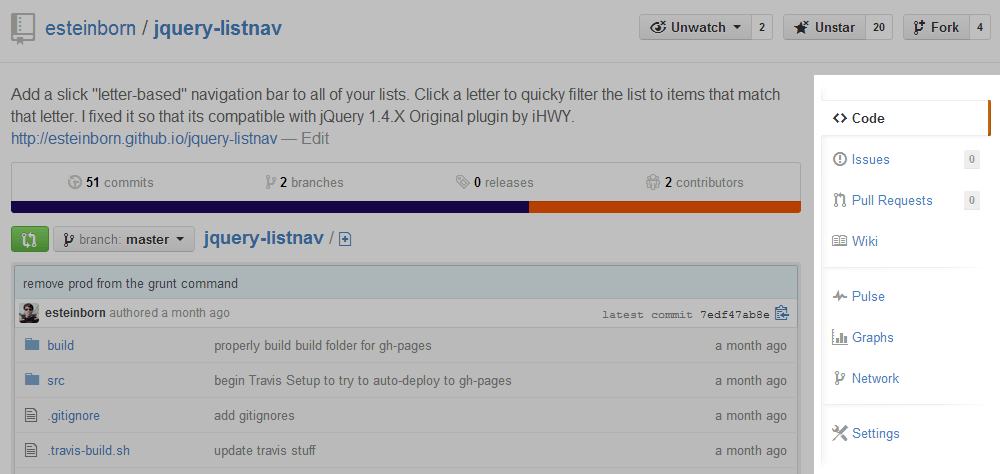 esteinborn / jquery-listnav
Unwatch 2 Unstar 20 Fork 4
Add a slick "letter-based" navigation bar to all of your lists. Click a letter to quicky filter the list to items that match
that letter. I fixed it so that its compatible with jQuery 1.4.X Original plugin by iHWY.
http://esteinborn.github.io/jquery-listnav — Edit
51 commits 2 branches 0 releases 2 contributors
branch: master jquery-listnav /
remove prod from the grunt command
esteinborn authored a month ago latest commit 7edf47ab8e
build properly build build folder for gh-pages a month ago
src begin Travis Setup to try to auto-deploy to gh-pages a month ago
.gitignore add gitignores a month ago
.travis-build.sh update travis stuff a month ago
Code
Issues 0
Pull Requests 0
Wiki
Pulse
Graphs
Network
Settings